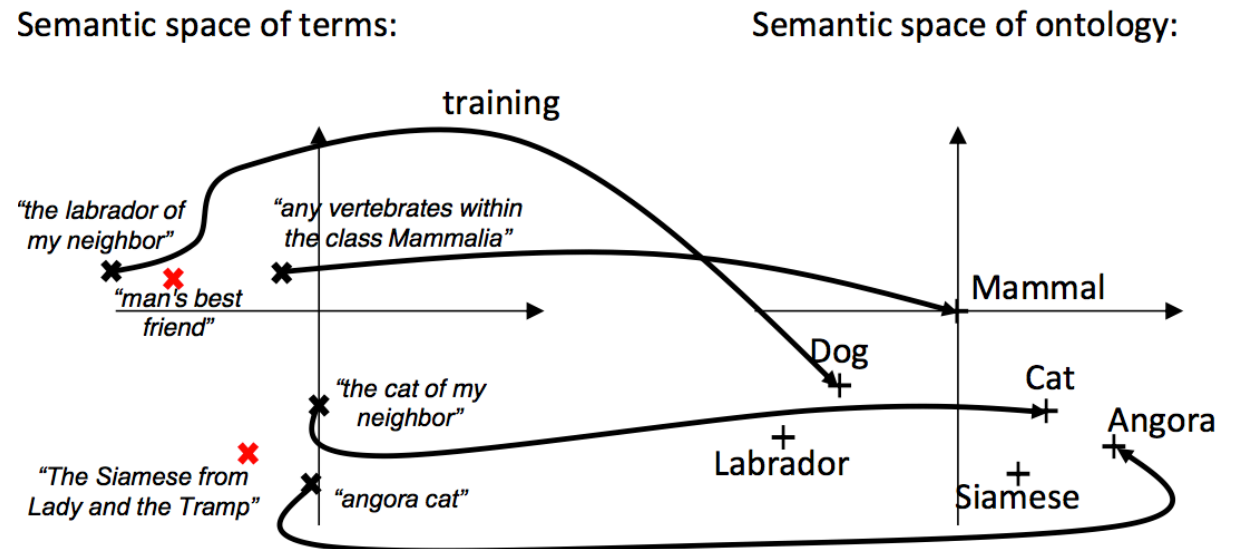 Semantic space of terms:
Semantic space of ontology:
training
“the labrador of
my neighbor”
“any vertebrates within
the class Mammalia”
“man's best
friend”
Mammal
Dog
Cat
“the cat of my
neighbor”
Angora
Labrador
“The Siamese from
Lady and the Tramp”
“angora cat”
Siamese